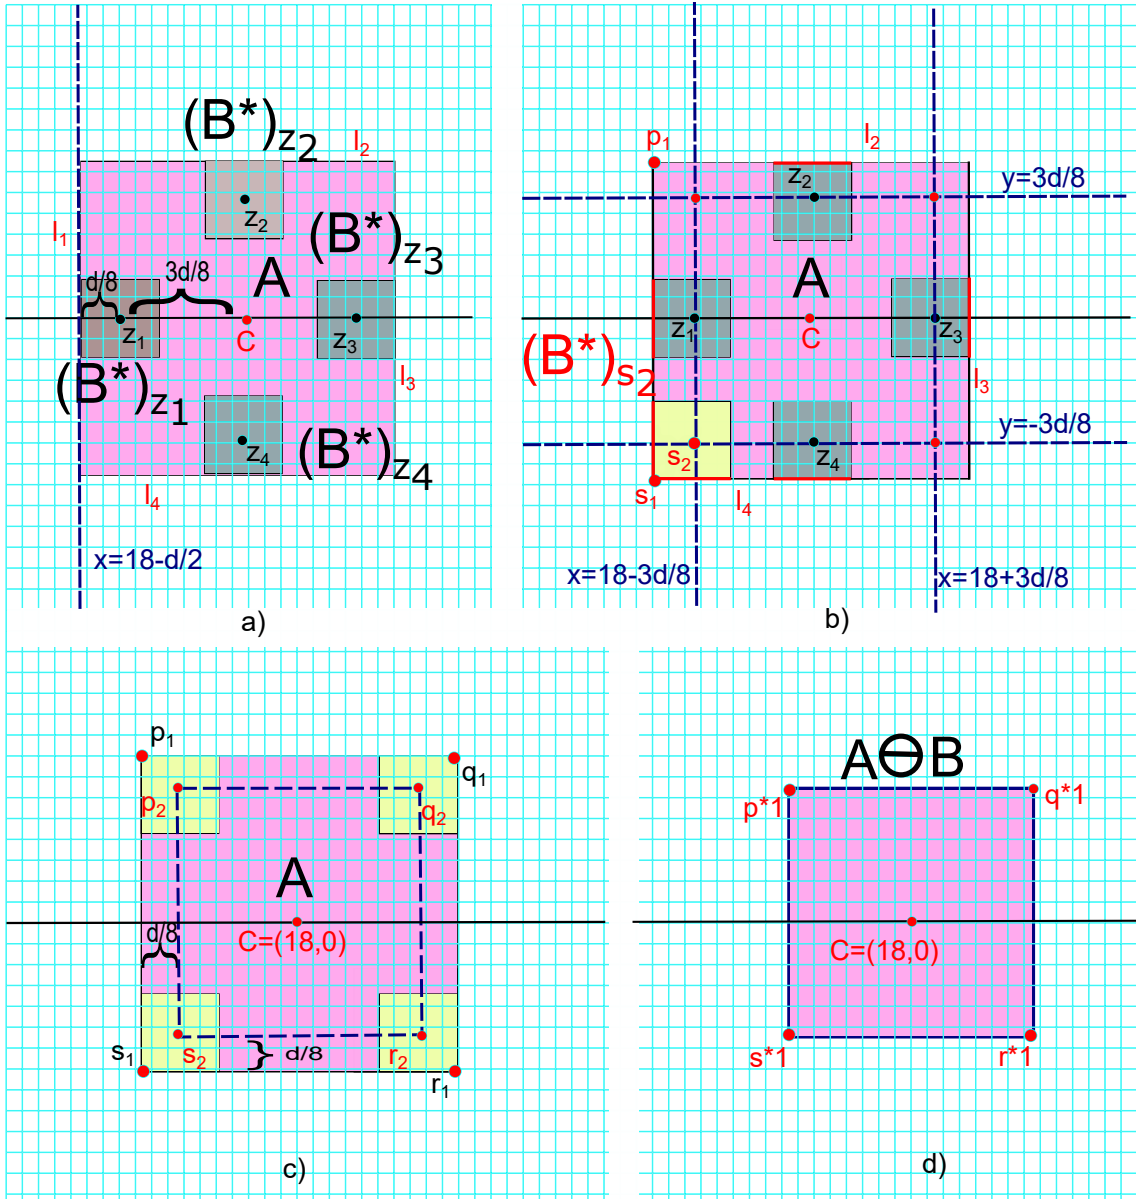 (B*)z₂
l₂
l₁
z₂
(B*)z₃
A
d/8
3d/8
z₁
C
z₃
(B*)z₁
l₃
z₄
(B*)z₄
l₄
x=18-d/2
a)
p₁
l₂
z₂
y=3d/8
A
z₁
C
z₃
(B*)s₂
l₃
s₂
z₄
y=-3d/8
s₁
l₄
x=18-3d/8
x=18+3d/8
b)
p₁
q₁
p₂
q₂
A
d/8
C=(18,0)
s₁
s₂
d/8
r₂
r₁
c)
A⊖B
p*1
q*1
C=(18,0)
s*1
r*1
d)